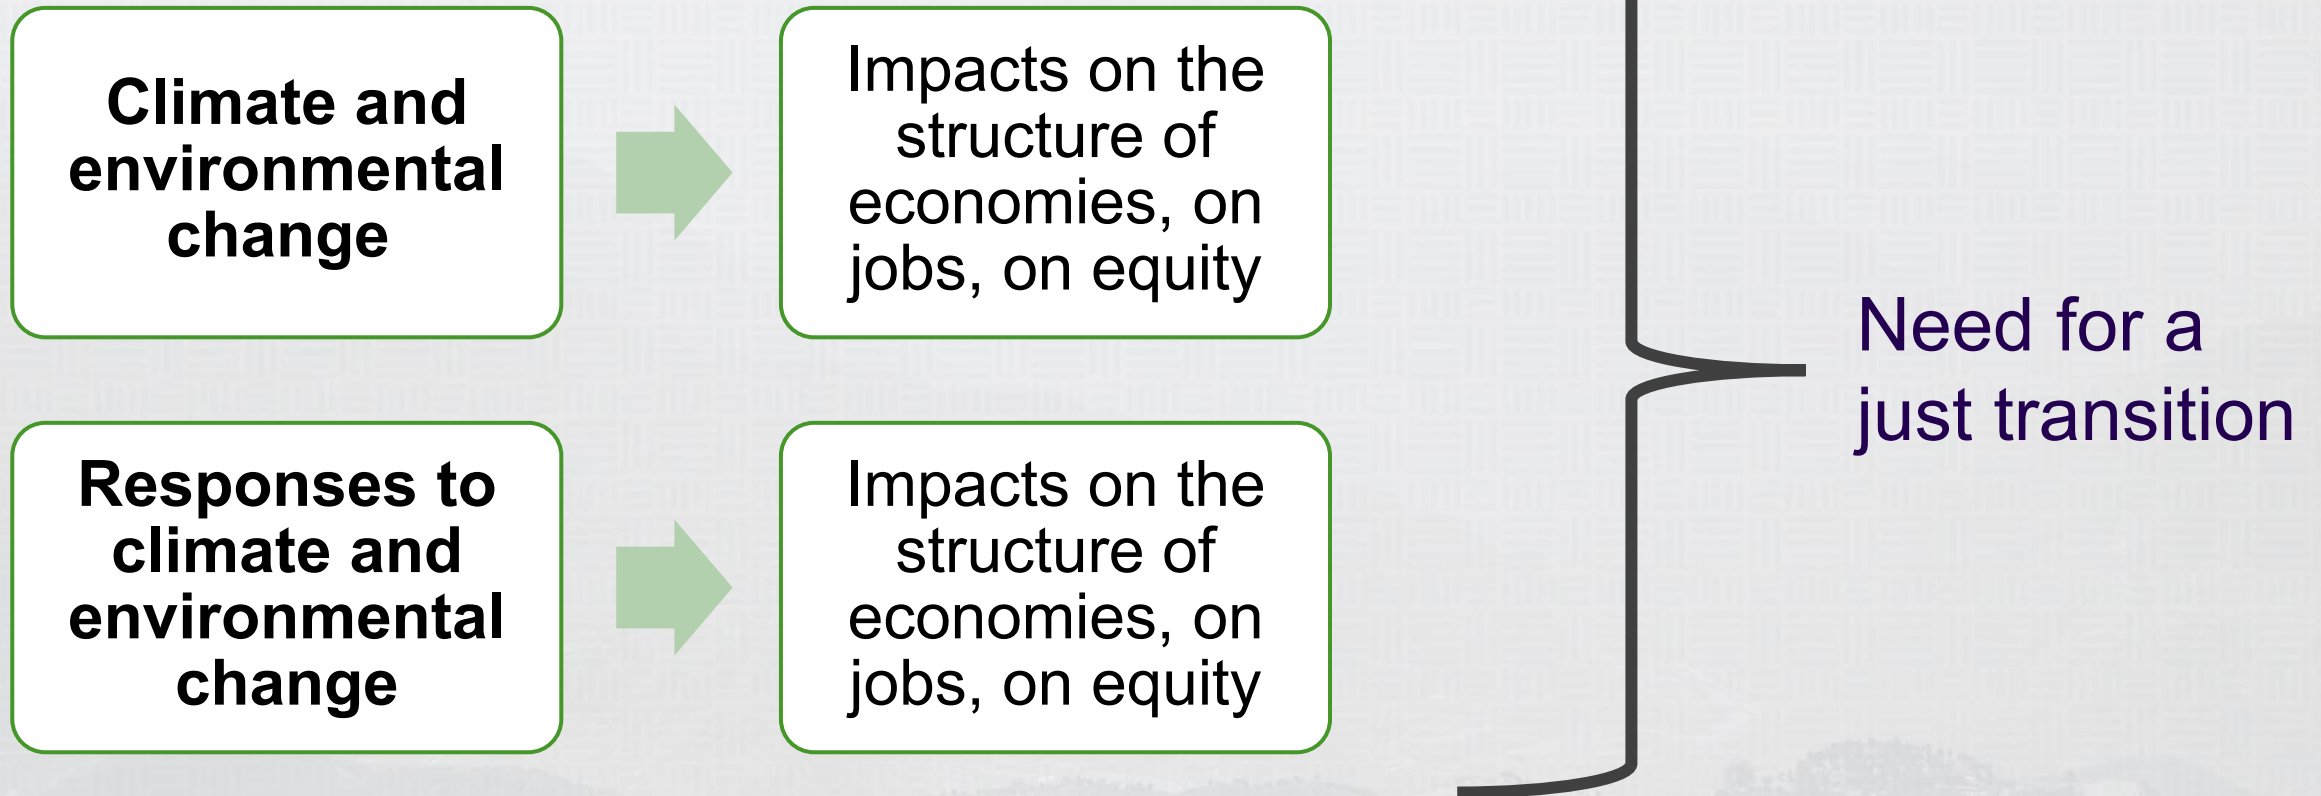 Climate and
environmental
change
Impacts on the
structure of
economies, on
jobs, on equity
Responses to
climate and
environmental
change
Impacts on the
structure of
economies, on
jobs, on equity
Need for a
just transition